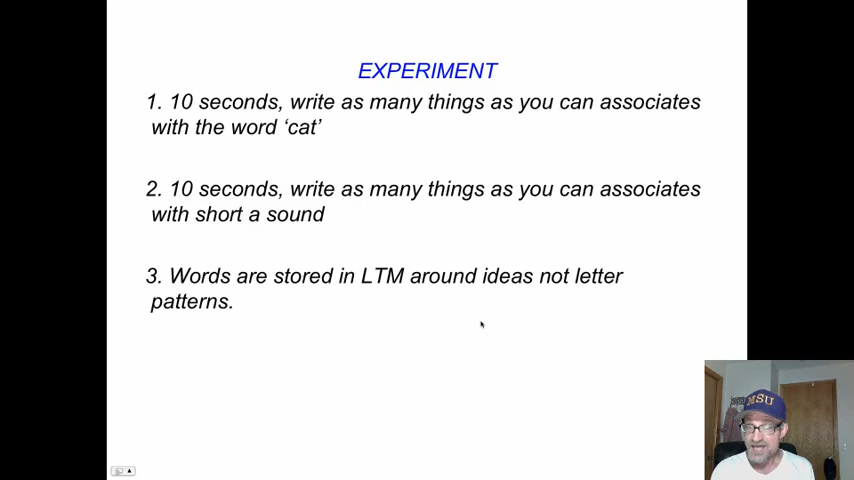 EXPERIMENT
1. 10 seconds, write as many things as you can associates
with the word ‘cat’
2. 10 seconds, write as many things as you can associates
with short a sound
3. Words are stored in LTM around ideas not letter
patterns.
MSU